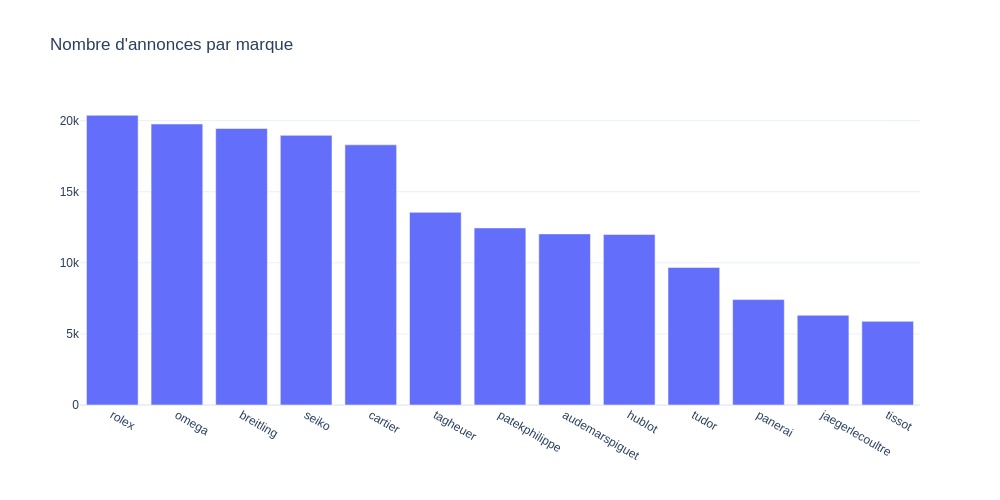 Nombre d'annonces par marque
20k
15k
10k
5k
0
rolex
omega
breitling
seiko
cartier
tagheuer
patekphilippe
audemarspiguet
hublot
tudor
panerai
jaegerlecoultre
tissot